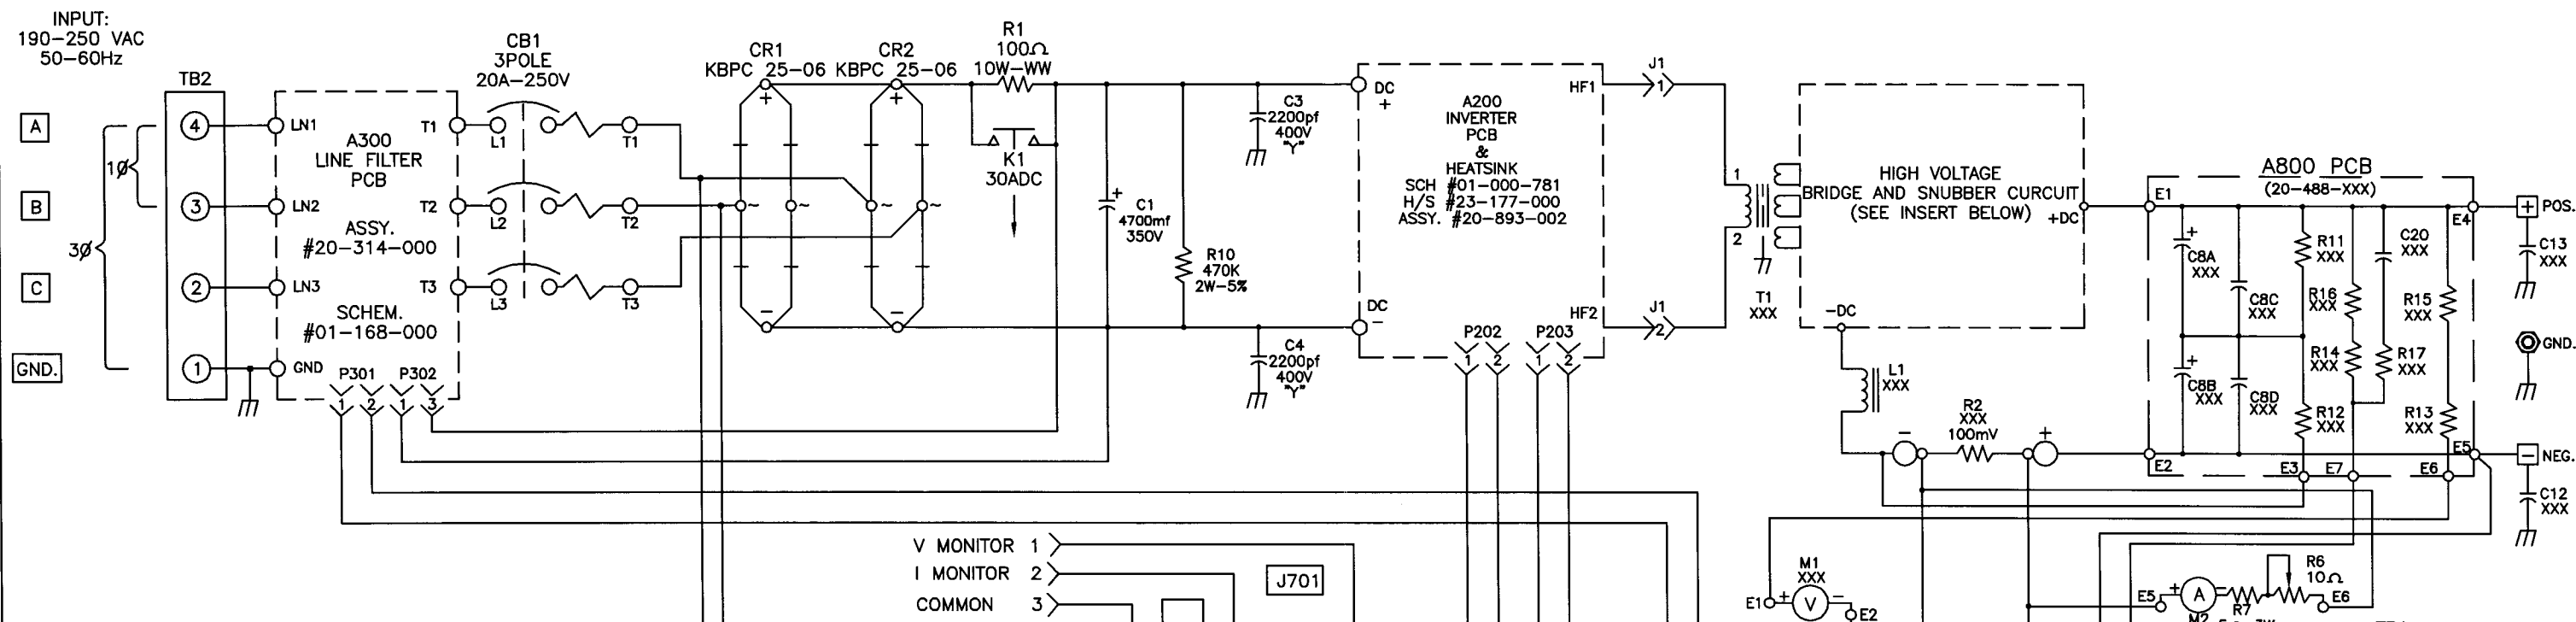 INPUT:
190-250 VAC
50-60Hz
TB2
CB1
3POLE
20A-250V
CR1
KBPC 25-06
CR2
KBPC 25-06
R1
100Ω
10W-WW
A
B
C
GND.
1Ø
3Ø
4
3
2
1
LN1
LN2
LN3
GND
A300
LINE FILTER
PCB
ASSY.
#20-314-000
SCHEM.
#01-168-000
T1
T2
T3
P301
P302
1
2
1
3
L1
L2
L3
T1
T2
T3
+
+
~
~
~
~
-
-
K1
30ADC
+
C1
4700mf
350V
R10
470K
2W-5%
C3
2200pf
400V
"Y"
C4
2200pf
400V
"Y"
DC
+
DC
-
A200
INVERTER
PCB
&
HEATSINK
SCH #01-000-781
H/S #23-177-000
ASSY. #20-893-002
HF1
HF2
P202
P203
1
2
1
2
J1
1
J1
2
1
2
T1
XXX
HIGH VOLTAGE
BRIDGE AND SNUBBER CURCUIT
(SEE INSERT BELOW)
+DC
-DC
L1
XXX
R2
XXX
100mV
-
+
A800 PCB
(20-488-XXX)
E1
E4
E2
E5
E3
E7
E6
+
C8A
XXX
C8C
XXX
+
C8B
XXX
C8D
XXX
R11
XXX
R12
XXX
R16
XXX
R14
XXX
C20
XXX
R17
XXX
R15
XXX
R13
XXX
+ POS.
C13
XXX
GND.
- NEG.
C12
XXX
V MONITOR 1
I MONITOR 2
COMMON 3
J701
M1
XXX
E1 + V - E2
E5 + A - E6
M2
R7
R6
10Ω